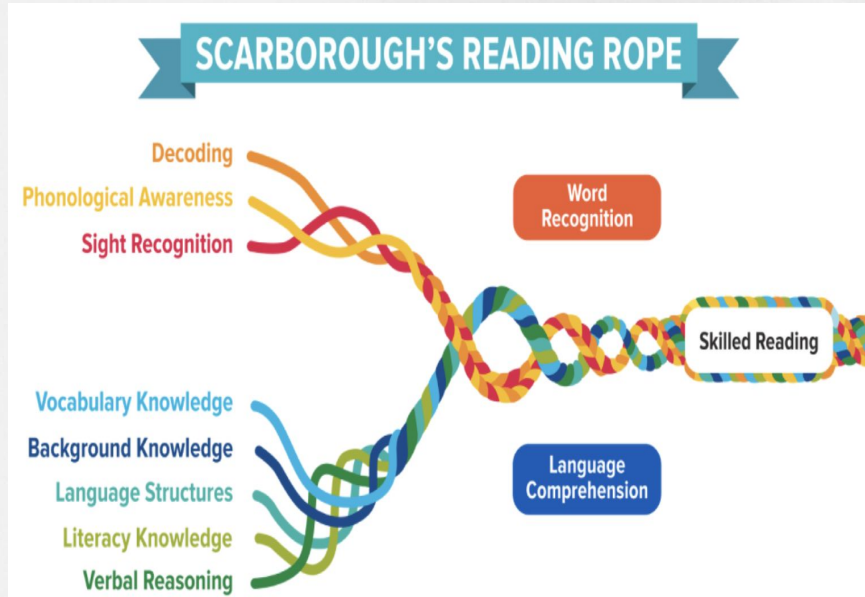 SCARBOROUGH'S READING ROPE
Decoding
Phonological Awareness
Sight Recognition
Word
Recognition
Skilled Reading
Vocabulary Knowledge
Background Knowledge
Language Structures
Literacy Knowledge
Verbal Reasoning
Language
Comprehension